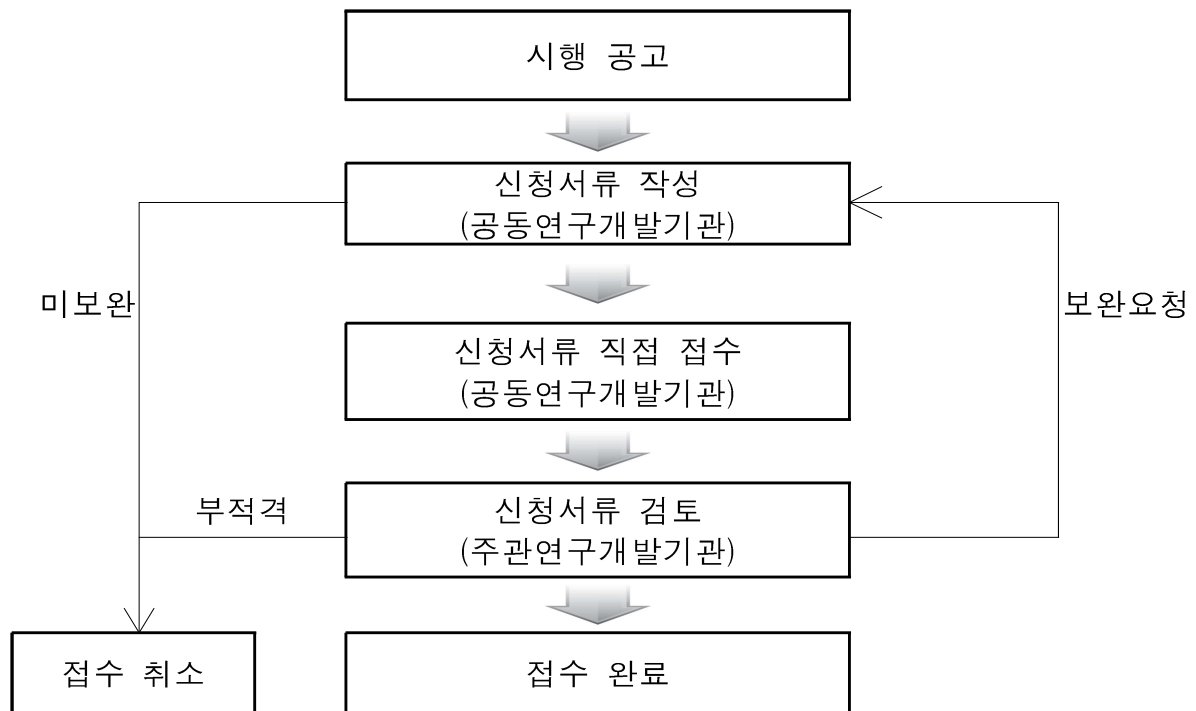 시행 공고
신청서류 작성
(공동연구개발기관)
미보완
보완요청
신청서류 직접 접수
(공동연구개발기관)
부적격
신청서류 검토
(주관연구개발기관)
접수 취소
접수 완료